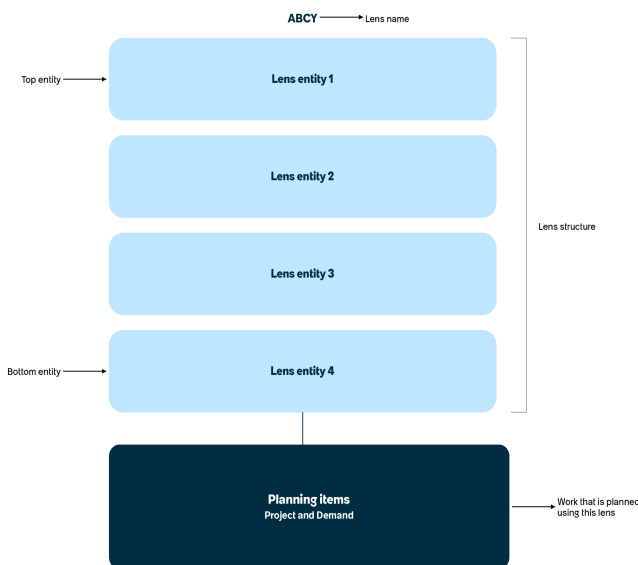 ABCY
Lens name
Top entity
Lens entity 1
Lens entity 2
Lens structure
Lens entity 3
Bottom entity
Lens entity 4
Planning items
Project and Demand
Work that is planned
using this lens